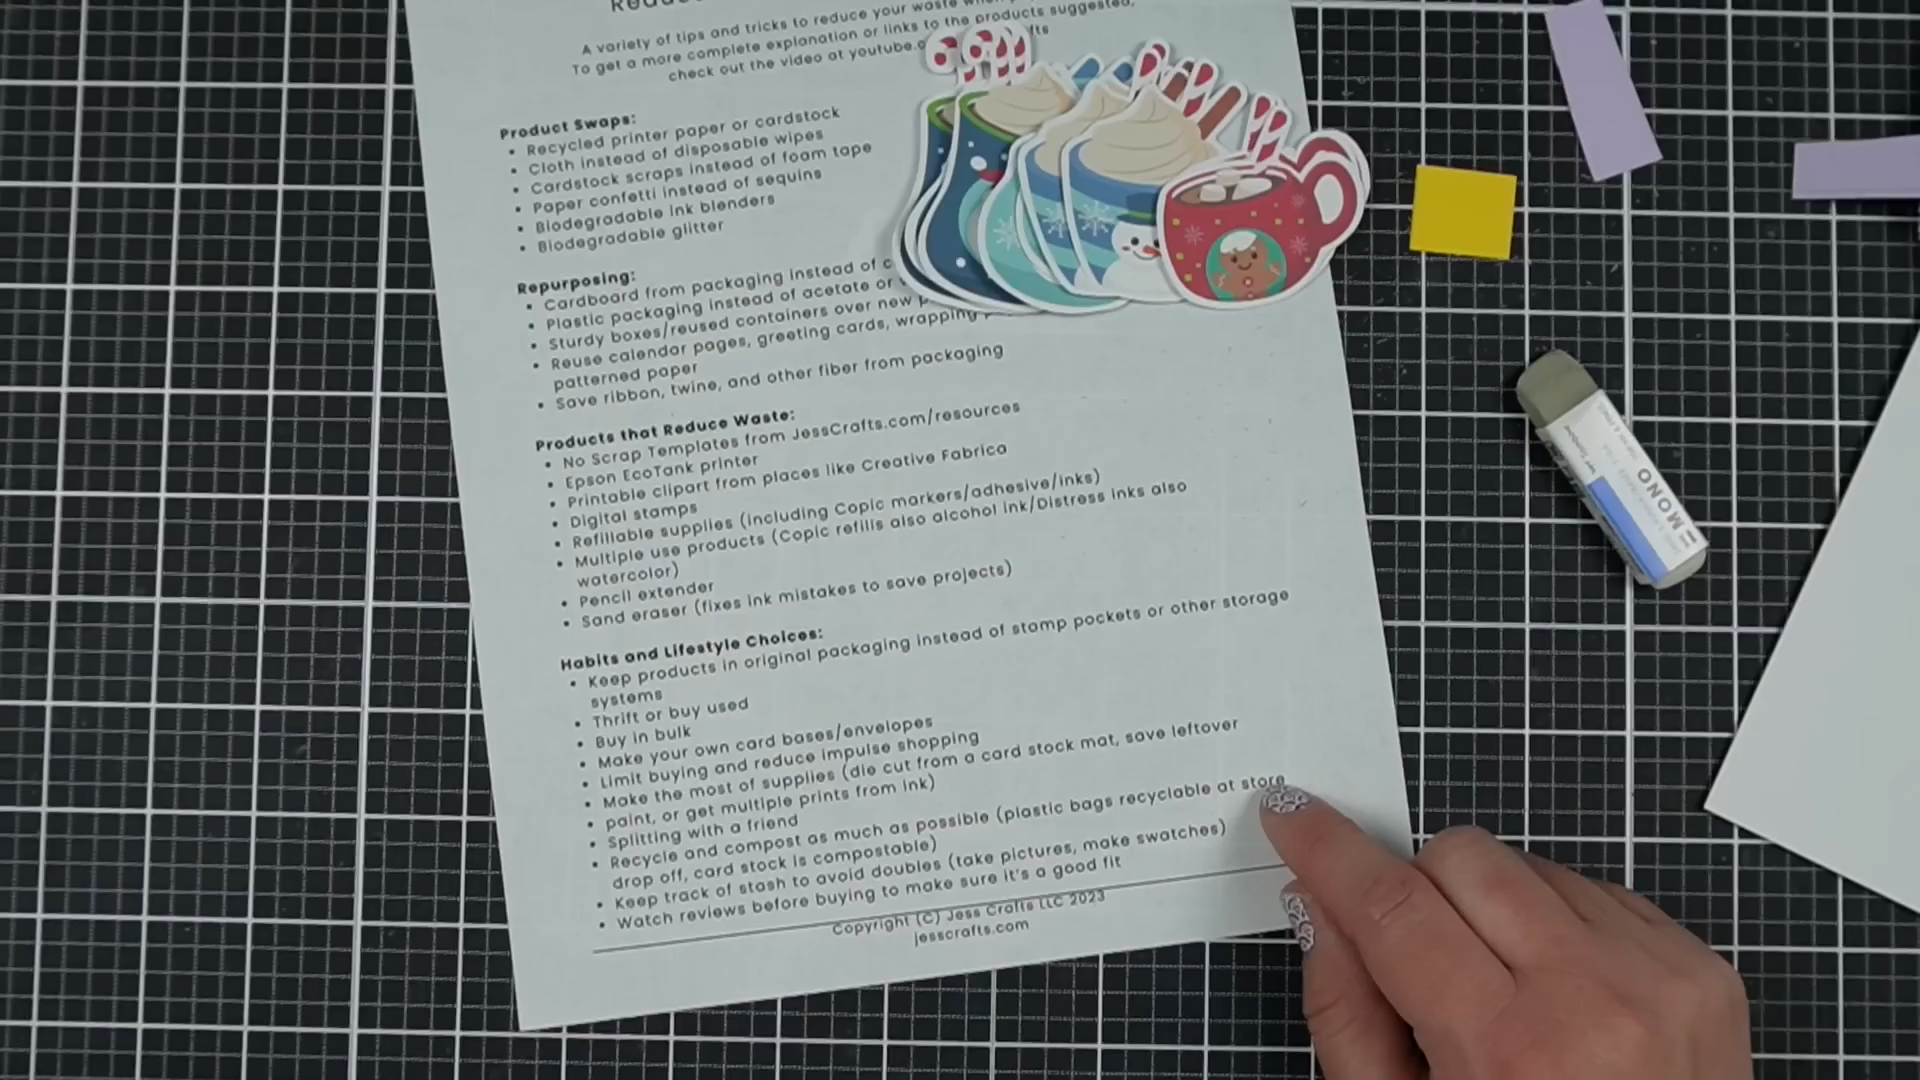 A variety of tips and tricks to reduce your waste
To get a more complete explanation or links to the products suggested,
check out the video at
Product Swaps:
• Recycled printer paper or cardstock
• Cloth instead of disposable wipes
• Cardstock scraps instead of foam tape
• Paper confetti instead of sequins
• Biodegradable ink blenders
• Biodegradable glitter
Repurposing:
• Cardboard from packaging instead of
• Plastic packaging instead of acetate or
• Sturdy boxes/reused containers over new
• Reuse calendar pages, greeting cards, wrapping
patterned paper
• Save ribbon, twine, and other fiber from packaging
Products that Reduce Waste:
• No Scrap Templates from JessCrafts.com/resources
• Epson EcoTank printer
• Printable clipart from places like Creative Fabrica
• Digital stamps
• Refillable supplies (including Copic markers/adhesive/inks)
• Multiple use products (Copic refills also alcohol ink/Distress inks also
watercolor)
• Pencil extender
• Sand eraser (fixes ink mistakes to save projects)
Habits and Lifestyle Choices:
• Keep products in original packaging instead of stamp pockets or other storage
systems
• Thrift or buy used
• Buy in bulk
• Make your own card bases/envelopes
• Limit buying and reduce impulse shopping
• Make the most of supplies (die cut from a card stock mat, save leftover
• paint, or get multiple prints from ink)
• Splitting with a friend
• Recycle and compost as much as possible (plastic bags recyclable at store
drop off, card stock is compostable)
• Keep track of stash to avoid doubles (take pictures, make swatches)
• Watch reviews before buying to make sure it's a good fit
Copyright (C) Jess Crafts LLC 2023
jesscrafts.com
MONO